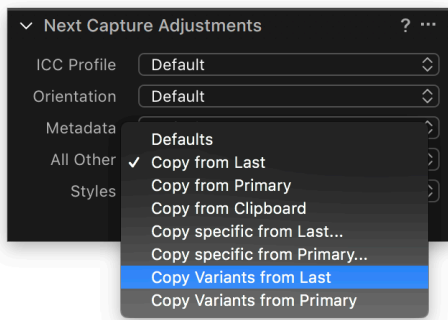 Next Capture Adjustments ? ...
ICC Profile Default
Orientation Default
Metadata
All Other
Styles
Defaults
✓ Copy from Last
Copy from Primary
Copy from Clipboard
Copy specific from Last...
Copy specific from Primary...
Copy Variants from Last
Copy Variants from Primary